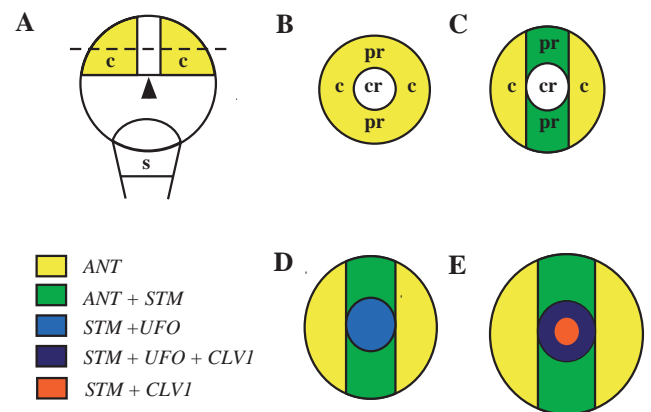 A
B
C
c
c
s
pr
c
cr
c
pr
pr
c
cr
c
pr
ANT
ANT + STM
STM +UFO
STM + UFO + CLV1
STM + CLV1
D
E